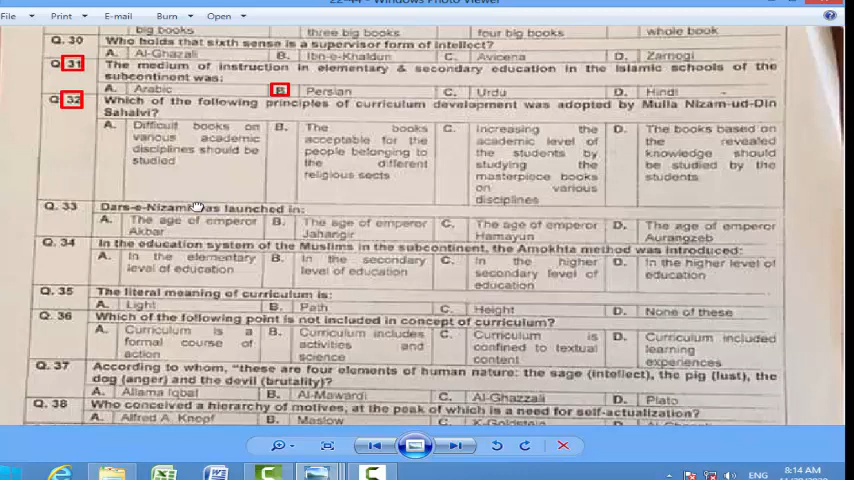 22-44 - Windows Photo Viewer
File Print E-mail Burn Open
big books three big books four big books whole book
Q. 30 Who holds that sixth sense is a supervisor form of intellect?
A. Al-Ghazali B. Ibn-e-Khaldun C. Avicena D. Zarnogi
Q. 31 The medium of instruction in elementary & secondary education in the Islamic schools of the
subcontinent was:
A. Arabic B Persian C. Urdu D. Hindi
Q. 32 Which of the following principles of curriculum development was adopted by Mulla Nizam-ud-Din
Sahalvi?
A. Difficult books on various academic disciplines should be studied
B. The books acceptable for the people belonging to the different religious sects
C. Increasing the academic level of the students by studying the masterpiece books on various disciplines
D. The books based on the revealed knowledge should be studied by the students
Q. 33 Dars-e-Nizami was launched in:
A. The age of emperor Akbar
B. The age of emperor Jahangir
C. The age of emperor Hamayun
D. The age of emperor Aurangzeb
Q. 34 In the education system of the Muslims in the subcontinent, the Amokhta method was introduced:
A. In the elementary level of education
B. In the secondary level of education
C. In the higher secondary level of education
D. In the higher level of education
Q. 35 The literal meaning of curriculum is:
A. Light B. Path C. Height D. None of these
Q. 36 Which of the following point is not included in concept of curriculum?
A. Curriculum is a formal course of action
B. Curriculum includes activities and science
C. Curriculum is confined to textual content
D. Curriculum included learning experiences
Q. 37 According to whom, "these are four elements of human nature: the sage (intellect), the pig (lust), the
dog (anger) and the devil (brutality)?
A. Allama Iqbal B. Al-Mawardi C. Al-Ghazzali D. Plato
Q. 38 Who conceived a hierarchy of motives, at the peak of which is a need for self-actualization?
A. Alfred A. Knopf B. Maslow C. K-Goldstein D.
ENG 8:14 AM